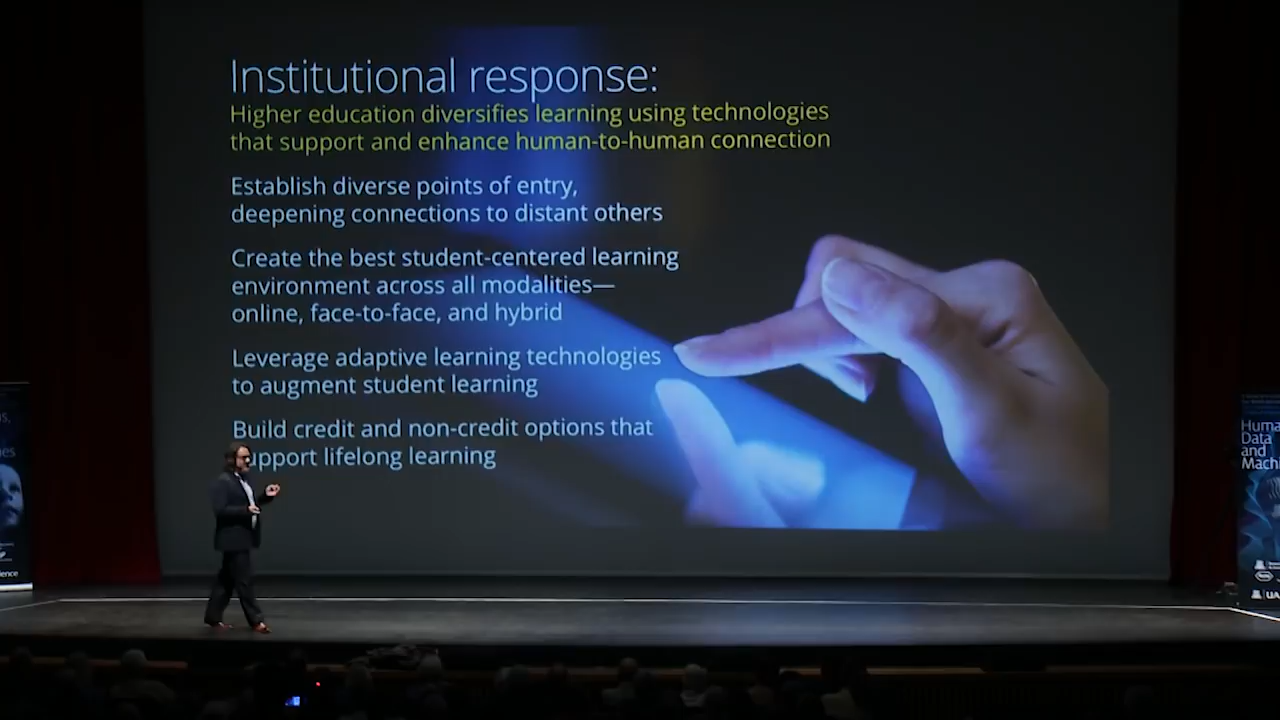 Institutional response:
Higher education diversifies learning using technologies
that support and enhance human-to-human connection
Establish diverse points of entry,
deepening connections to distant others
Create the best student-centered learning
environment across all modalities—
online, face-to-face, and hybrid
Leverage adaptive learning technologies
to augment student learning
Build credit and non-credit options that
upport lifelong learning
Data
and